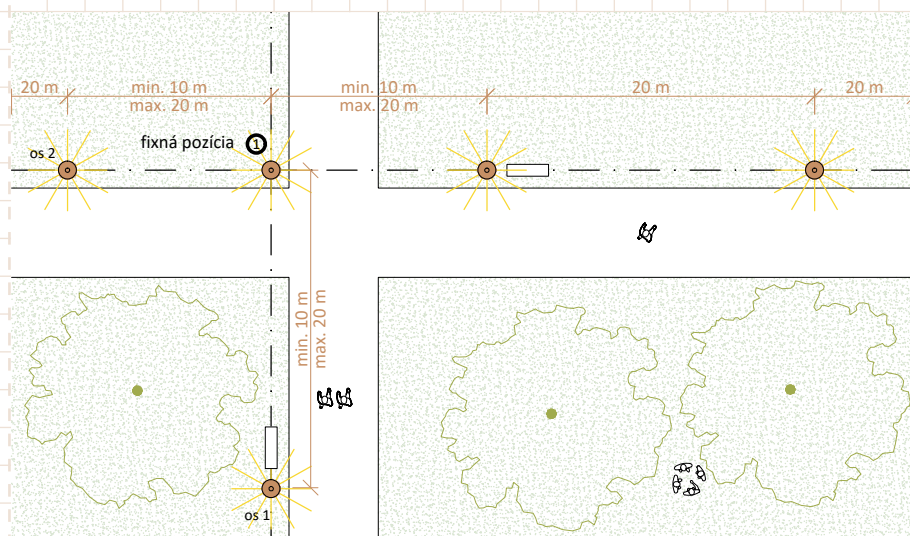 20 m
min. 10 m
max. 20 m
min. 10 m
max. 20 m
20 m
20 m
fixná pozícia
1
os 2
min. 10 m
max. 20 m
os 1